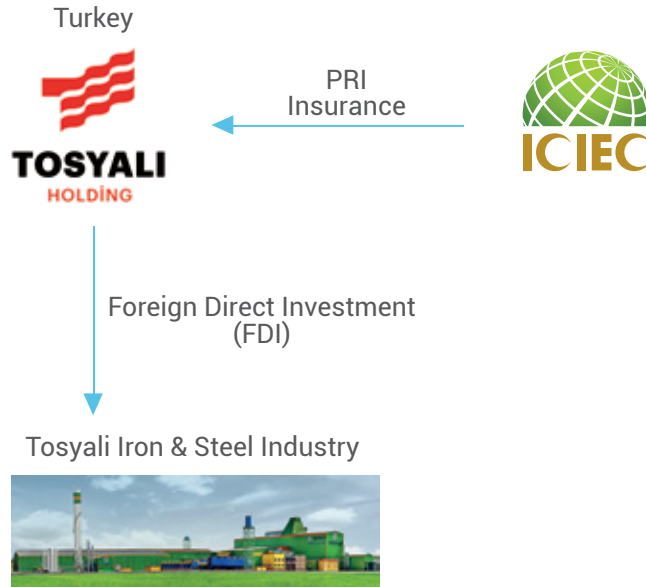 Turkey
TOSYALI
HOLDİNG
PRI
Insurance
ICIEC
Foreign Direct Investment
(FDI)
Tosyali Iron & Steel Industry